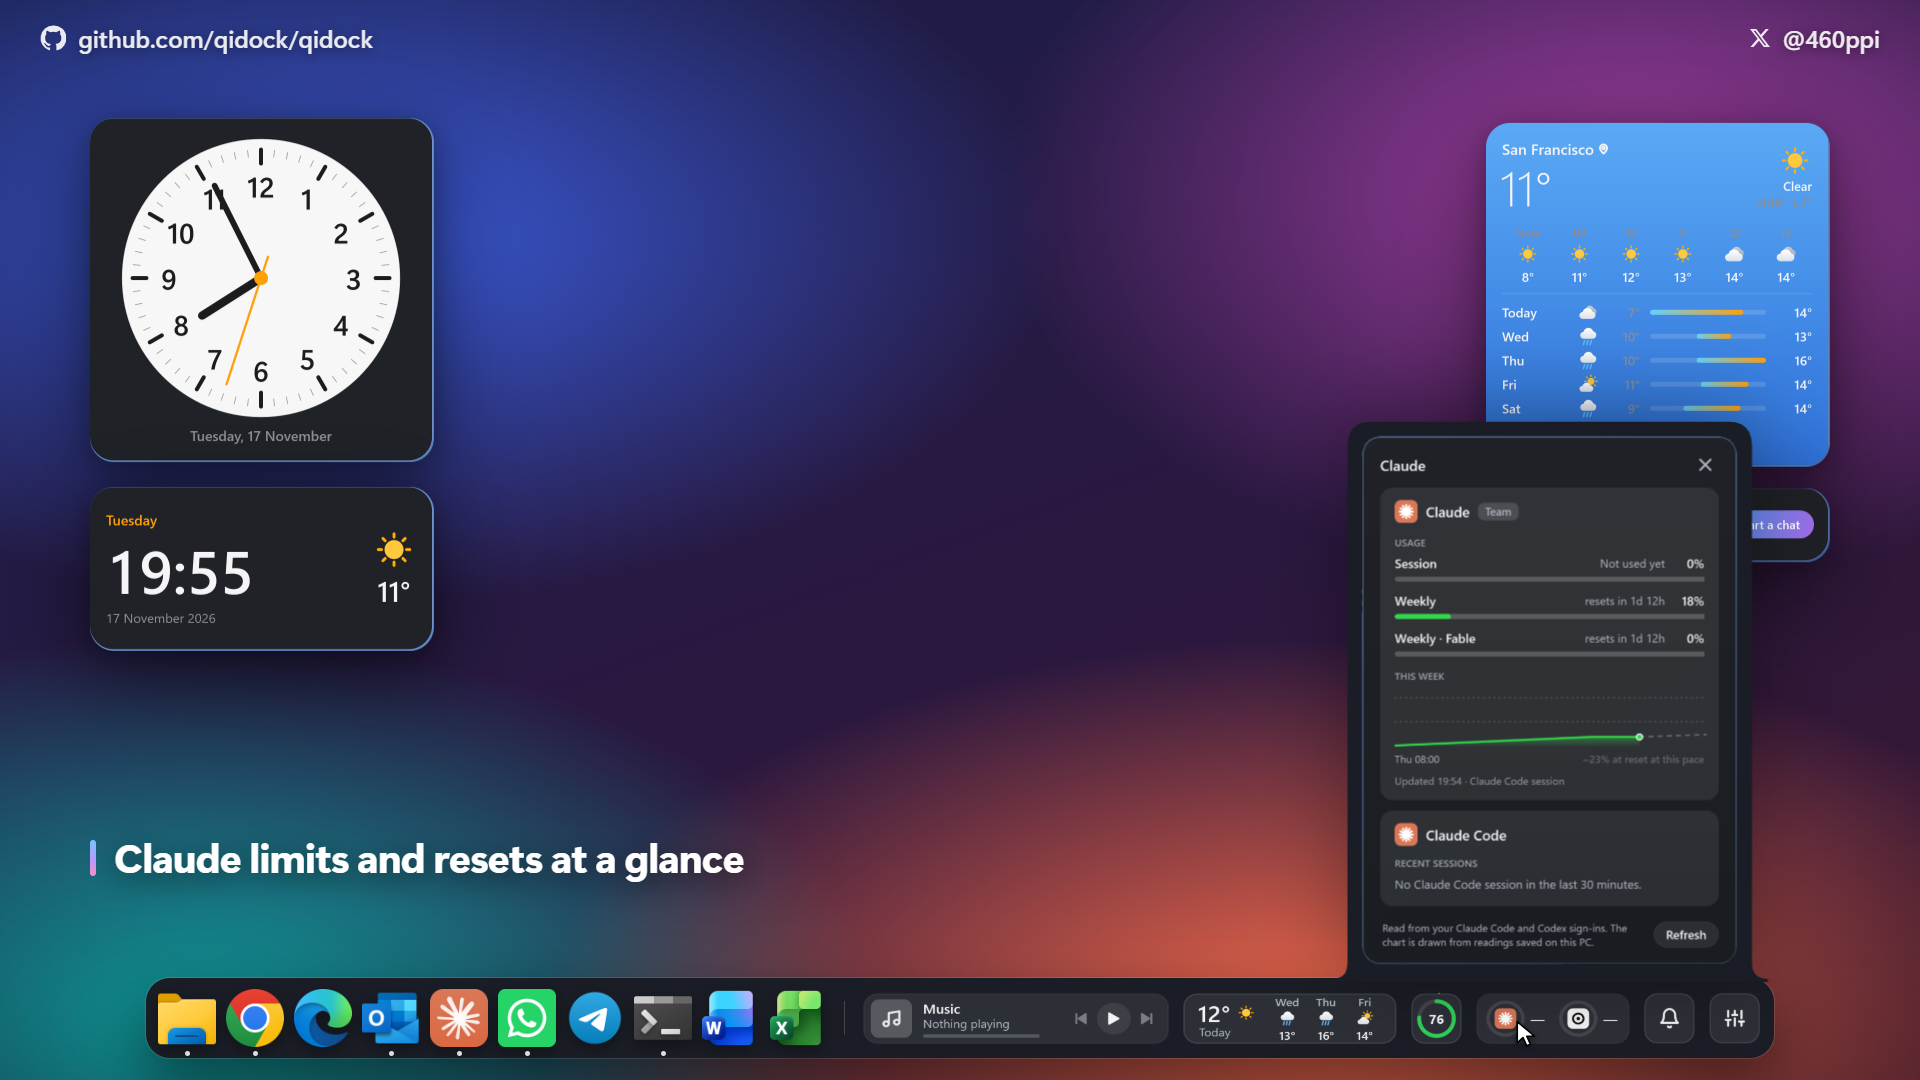 github.com/qidock/qidock
@460ppi
12
1
2
3
4
5
6
7
8
9
10
11
Tuesday, 17 November
Tuesday
19:55
17 November 2026
11°
San Francisco
11°
Clear
8° 11° 12° 13° 14° 14°
Today 7° 14°
Wed 10° 13°
Thu 10° 16°
Fri 11° 14°
Sat 9° 14°
a chat
Claude
Claude Team
USAGE
Session Not used yet 0%
Weekly resets in 1d 12h 18%
Weekly · Fable resets in 1d 12h 0%
THIS WEEK
Thu 08:00 ~23% at reset at this pace
Updated 19:54 · Claude Code session
Claude Code
RECENT SESSIONS
No Claude Code session in the last 30 minutes.
Read from your Claude Code and Codex sign-ins. The
chart is drawn from readings saved on this PC.
Refresh
Claude limits and resets at a glance
Music
Nothing playing
12°
Today
Wed Thu Fri
13° 16° 14°
76